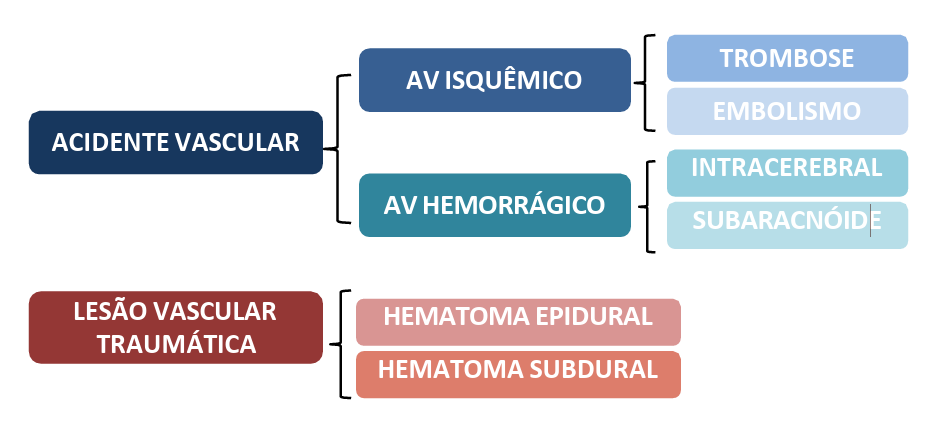 ACIDENTE VASCULAR
AV ISQUÊMICO
TROMBOSE
EMBOLISMO
AV HEMORRÁGICO
INTRACEREBRAL
SUBARACNÓIDE
LESÃO VASCULAR
TRAUMÁTICA
HEMATOMA EPIDURAL
HEMATOMA SUBDURAL